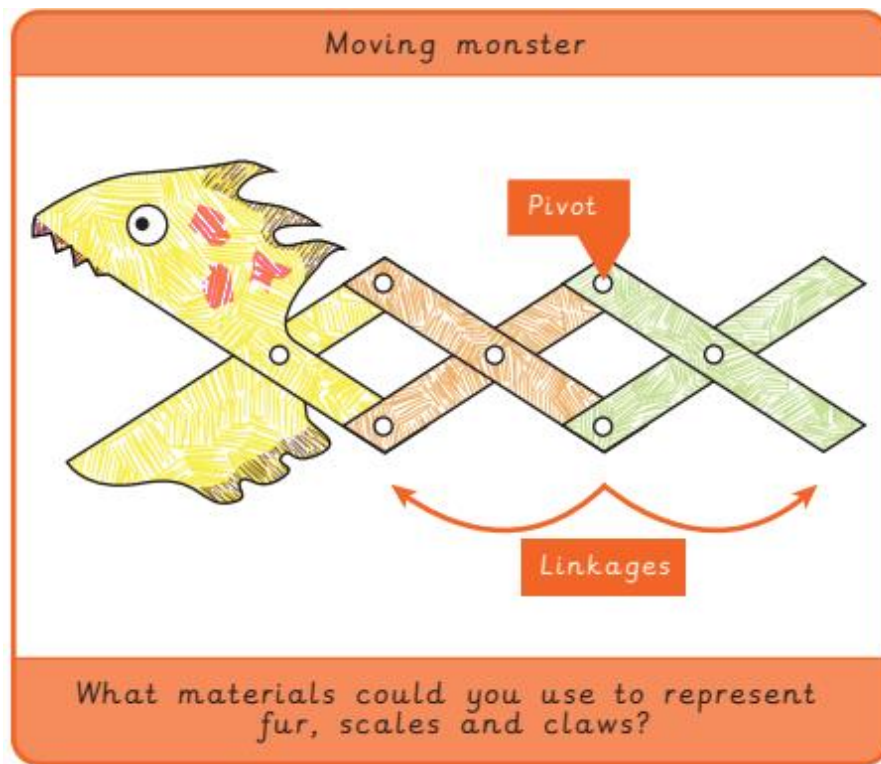 Moving monster
Pivot
Linkages
What materials could you use to represent
fur, scales and claws?